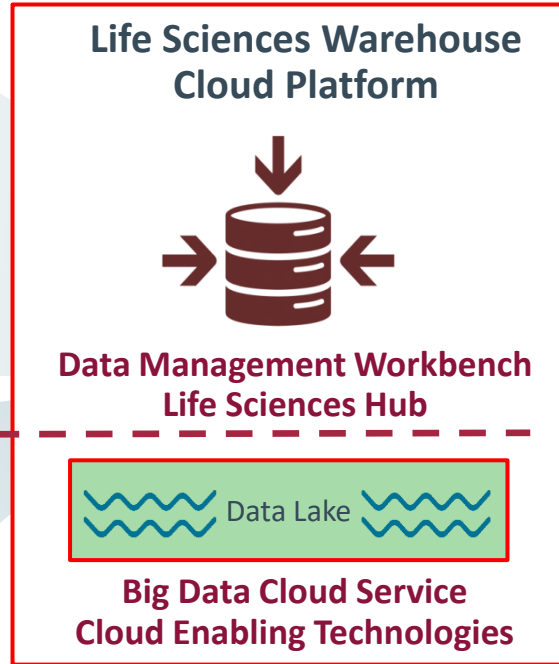 Life Sciences Warehouse
Cloud Platform
Data Management Workbench
Life Sciences Hub
Data Lake
Big Data Cloud Service
Cloud Enabling Technologies